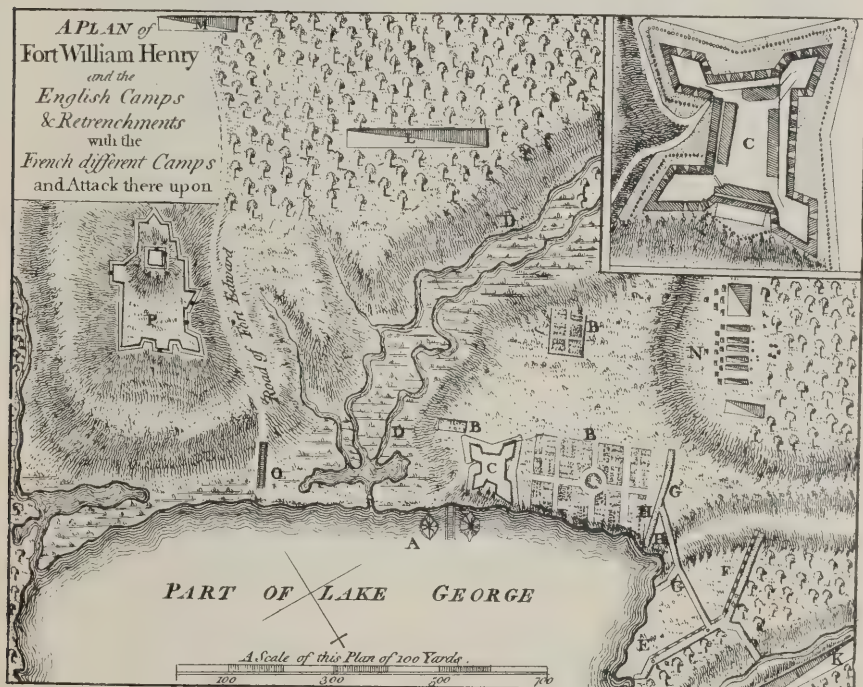 A PLAN of
Fort William Henry
and the
English Camps
& Retrenchments
with the
French different Camps
and Attack there upon
M
L
C
D
P
Road of Fort Edward
B
N
B
B
D
C
O
G
H
H
A
G
F
E
K
PART OF LAKE GEORGE
A Scale of this Plan of 100 Yards.
100 300 500 700